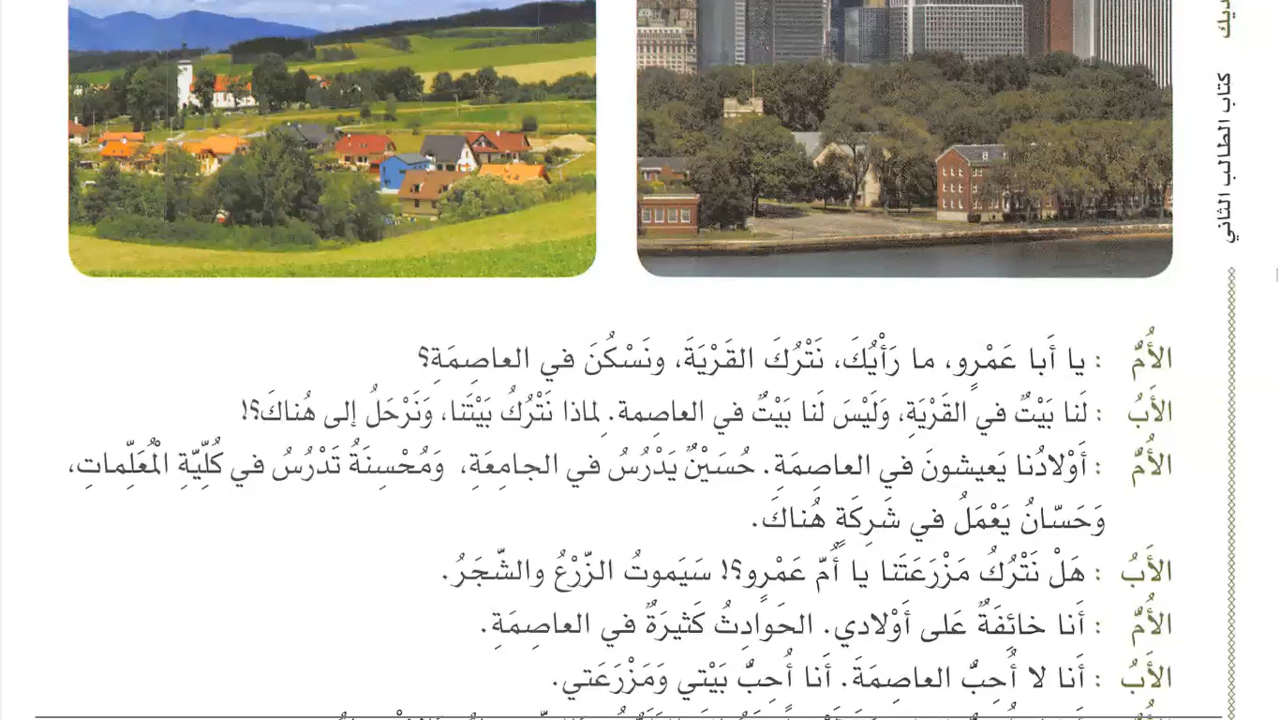 كتاب الطالب الثاني
الأُمُّ : يا أَبا عَمْرٍو، ما رَأْيُكَ، نَتْرُكَ القَرْيَةَ، ونَسْكُنَ في العاصِمَةِ؟
الأَبُ : لَنا بَيْتٌ في القَرْيَةِ، وَلَيْسَ لَنا بَيْتٌ في العاصمة. لِماذا نَتْرُكُ بَيْتَنا، وَنَرْحَلُ إلى هُناكَ؟!
الأُمُّ : أَوْلادُنا يَعيشونَ في العاصِمَةِ. حُسَيْنٌ يَدْرُسُ في الجامِعَةِ، وَمُحْسِنَةُ تَدْرُسُ في كُلِّيَّةِ الْمُعَلِّماتِ،
وَحَسّانُ يَعْمَلُ في شَرِكَةٍ هُناكَ.
الأَبُ : هَلْ نَتْرُكُ مَزْرَعَتَنا يا أُمَّ عَمْرٍو؟! سَيَموتُ الزَّرْعُ والشَّجَرُ.
الأُمُّ : أَنا خائِفَةٌ عَلى أَوْلادي. الحَوادِثُ كَثيرَةٌ في العاصِمَةِ.
الأَبُ : أَنا لا أُحِبُّ العاصِمَةَ. أَنا أُحِبُّ بَيْتي وَمَزْرَعَتي.